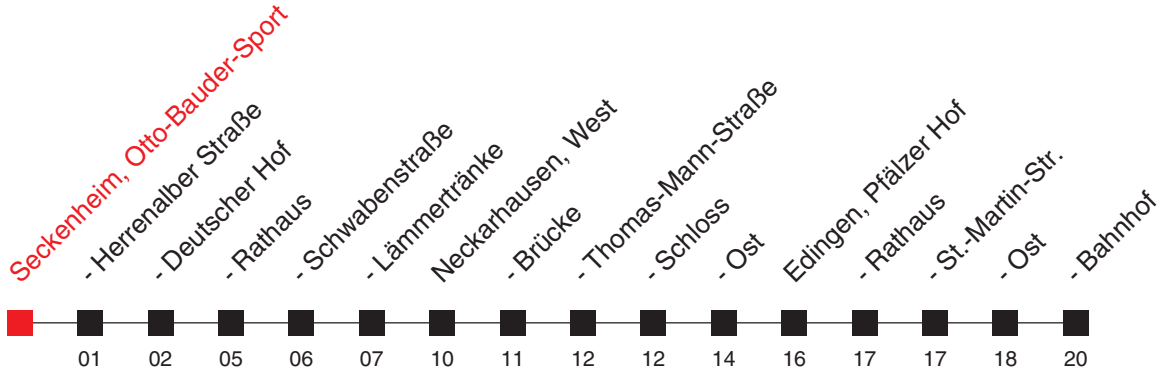 Seckenheim, Otto-Bauder-Sport
- Herrenalber Straße
- Deutscher Hof
- Rathaus
- Schwabenstraße
- Lämmertränke
Neckarhausen, West
- Brücke
- Thomas-Mann-Straße
- Schloss
- Ost
Edingen, Pfälzer Hof
- Rathaus
- St.-Martin-Str.
- Ost
- Bahnhof
01 02 05 06 07 10 11 12 12 14 16 17 17 18 20